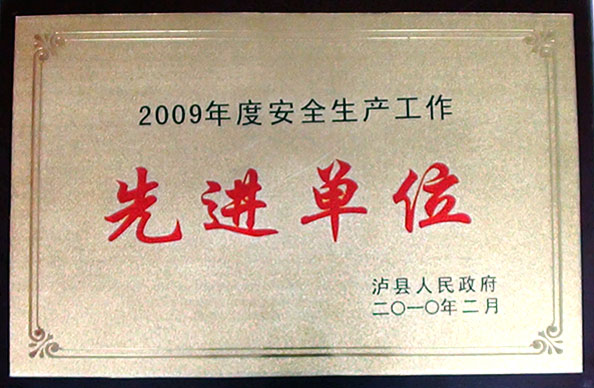 2009年度安全生产工作
先进单位
泸县人民政府
二〇一〇年二月